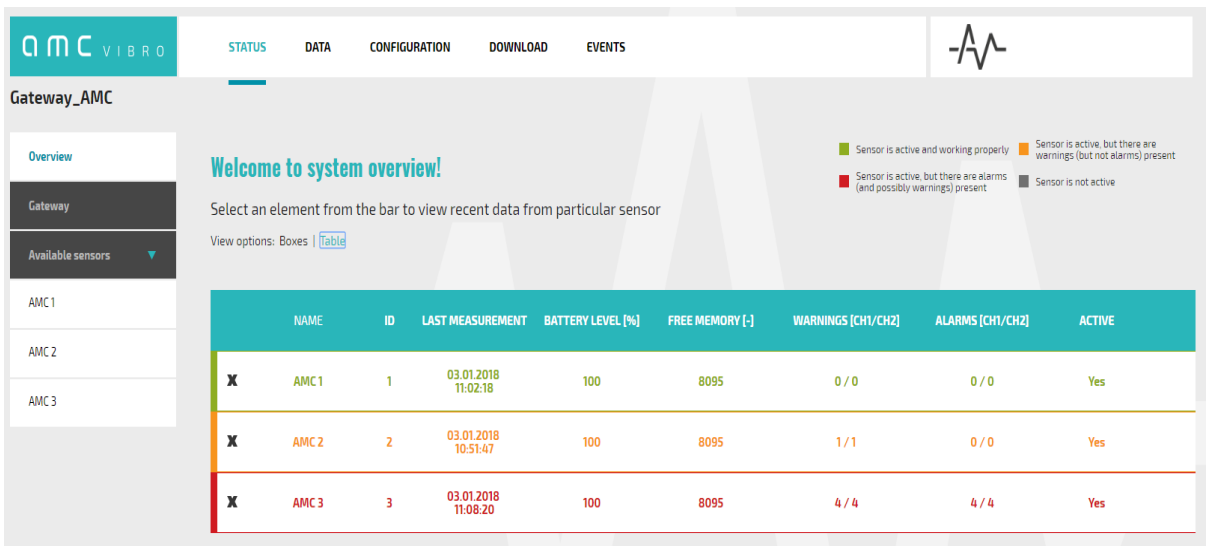 amc VIBRO
STATUS DATA CONFIGURATION DOWNLOAD EVENTS
Gateway_AMC
Overview
Gateway
Available sensors
AMC 1
AMC 2
AMC 3
Welcome to system overview!
Select an element from the bar to view recent data from particular sensor
View options: Boxes | Table
Sensor is active and working properly
Sensor is active, but there are
warnings (but not alarms) present
Sensor is active, but there are alarms
(and possibly warnings) present
Sensor is not active
NAME ID LAST MEASUREMENT BATTERY LEVEL [%] FREE MEMORY [-] WARNINGS [CH1/CH2] ALARMS [CH1/CH2] ACTIVE
X AMC 1 1 03.01.2018 11:02:18 100 8095 0 / 0 0 / 0 Yes
X AMC 2 2 03.01.2018 10:51:47 100 8095 1 / 1 0 / 0 Yes
X AMC 3 3 03.01.2018 11:08:20 100 8095 4 / 4 4 / 4 Yes